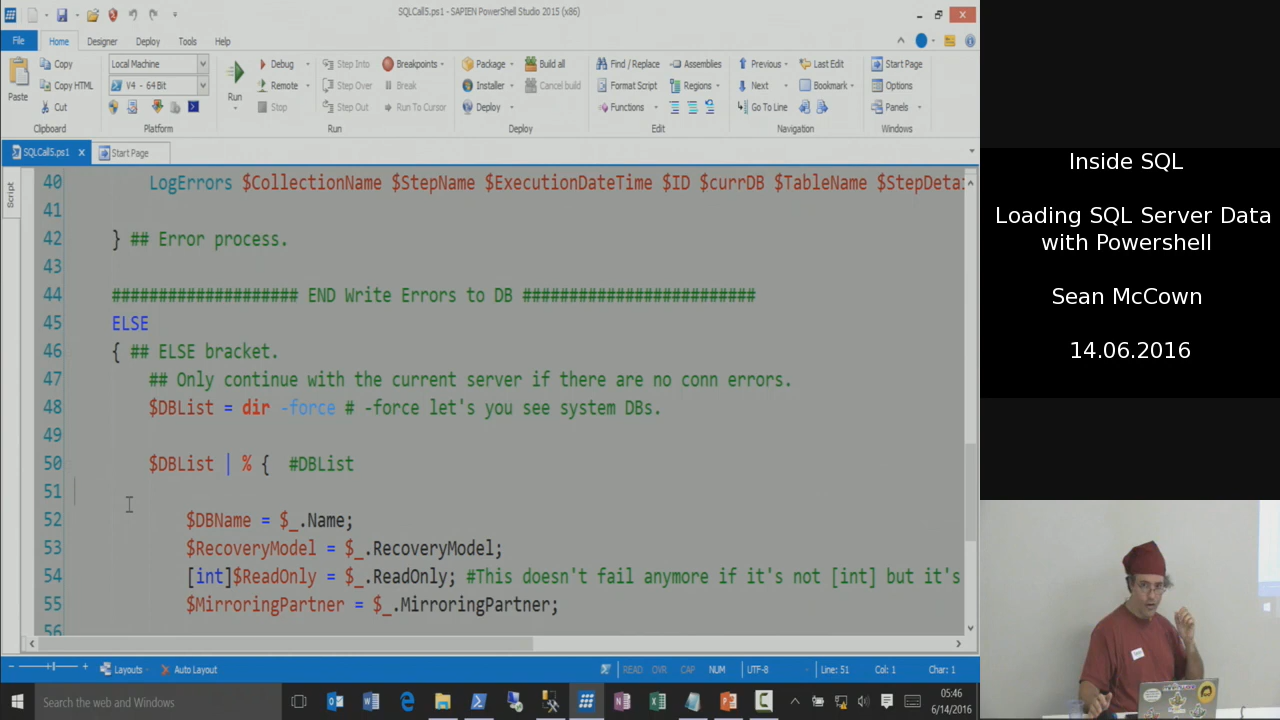 SQLCall5.ps1 - SAPIEN PowerShell Studio 2015 (x86)
File Home Designer Deploy Tools Help
Paste
Copy
Copy HTML
Cut
Clipboard
Local Machine
V4 - 64 Bit
Platform
Run
Debug
Remote
Stop
Step Into
Step Over
Step Out
Breakpoints
Break
Run To Cursor
Run
Package
Installer
Deploy
Build all
Cancel build
Deploy
Find / Replace
Format Script
Functions
Assemblies
Regions
Edit
Previous
Next
Go To Line
Last Edit
Bookmark
Navigation
Start Page
Options
Panels
Windows
SQLCall5.ps1 Start Page
Script
40 LogErrors $CollectionName $StepName $ExecutionDateTime $ID $currDB $TableName $StepDetai
41
42 } ## Error process.
43
44 #################### END Write Errors to DB #########################
45 ELSE
46 { ## ELSE bracket.
47 ## Only continue with the current server if there are no conn errors.
48 $DBList = dir -force # -force let's you see system DBs.
49
50 $DBList | % { #DBList
51
52 $DBName = $_.Name;
53 $RecoveryModel = $_.RecoveryModel;
54 [int]$ReadOnly = $_.ReadOnly; #This doesn't fail anymore if it's not [int] but it's
55 $MirroringPartner = $_.MirroringPartner;
56
Layouts Auto Layout READ OVR CAP NUM UTF-8 Line: 51 Col: 1 Char: 1
Search the web and Windows
05:46
6/14/2016
Inside SQL
Loading SQL Server Data
with Powershell
Sean McCown
14.06.2016